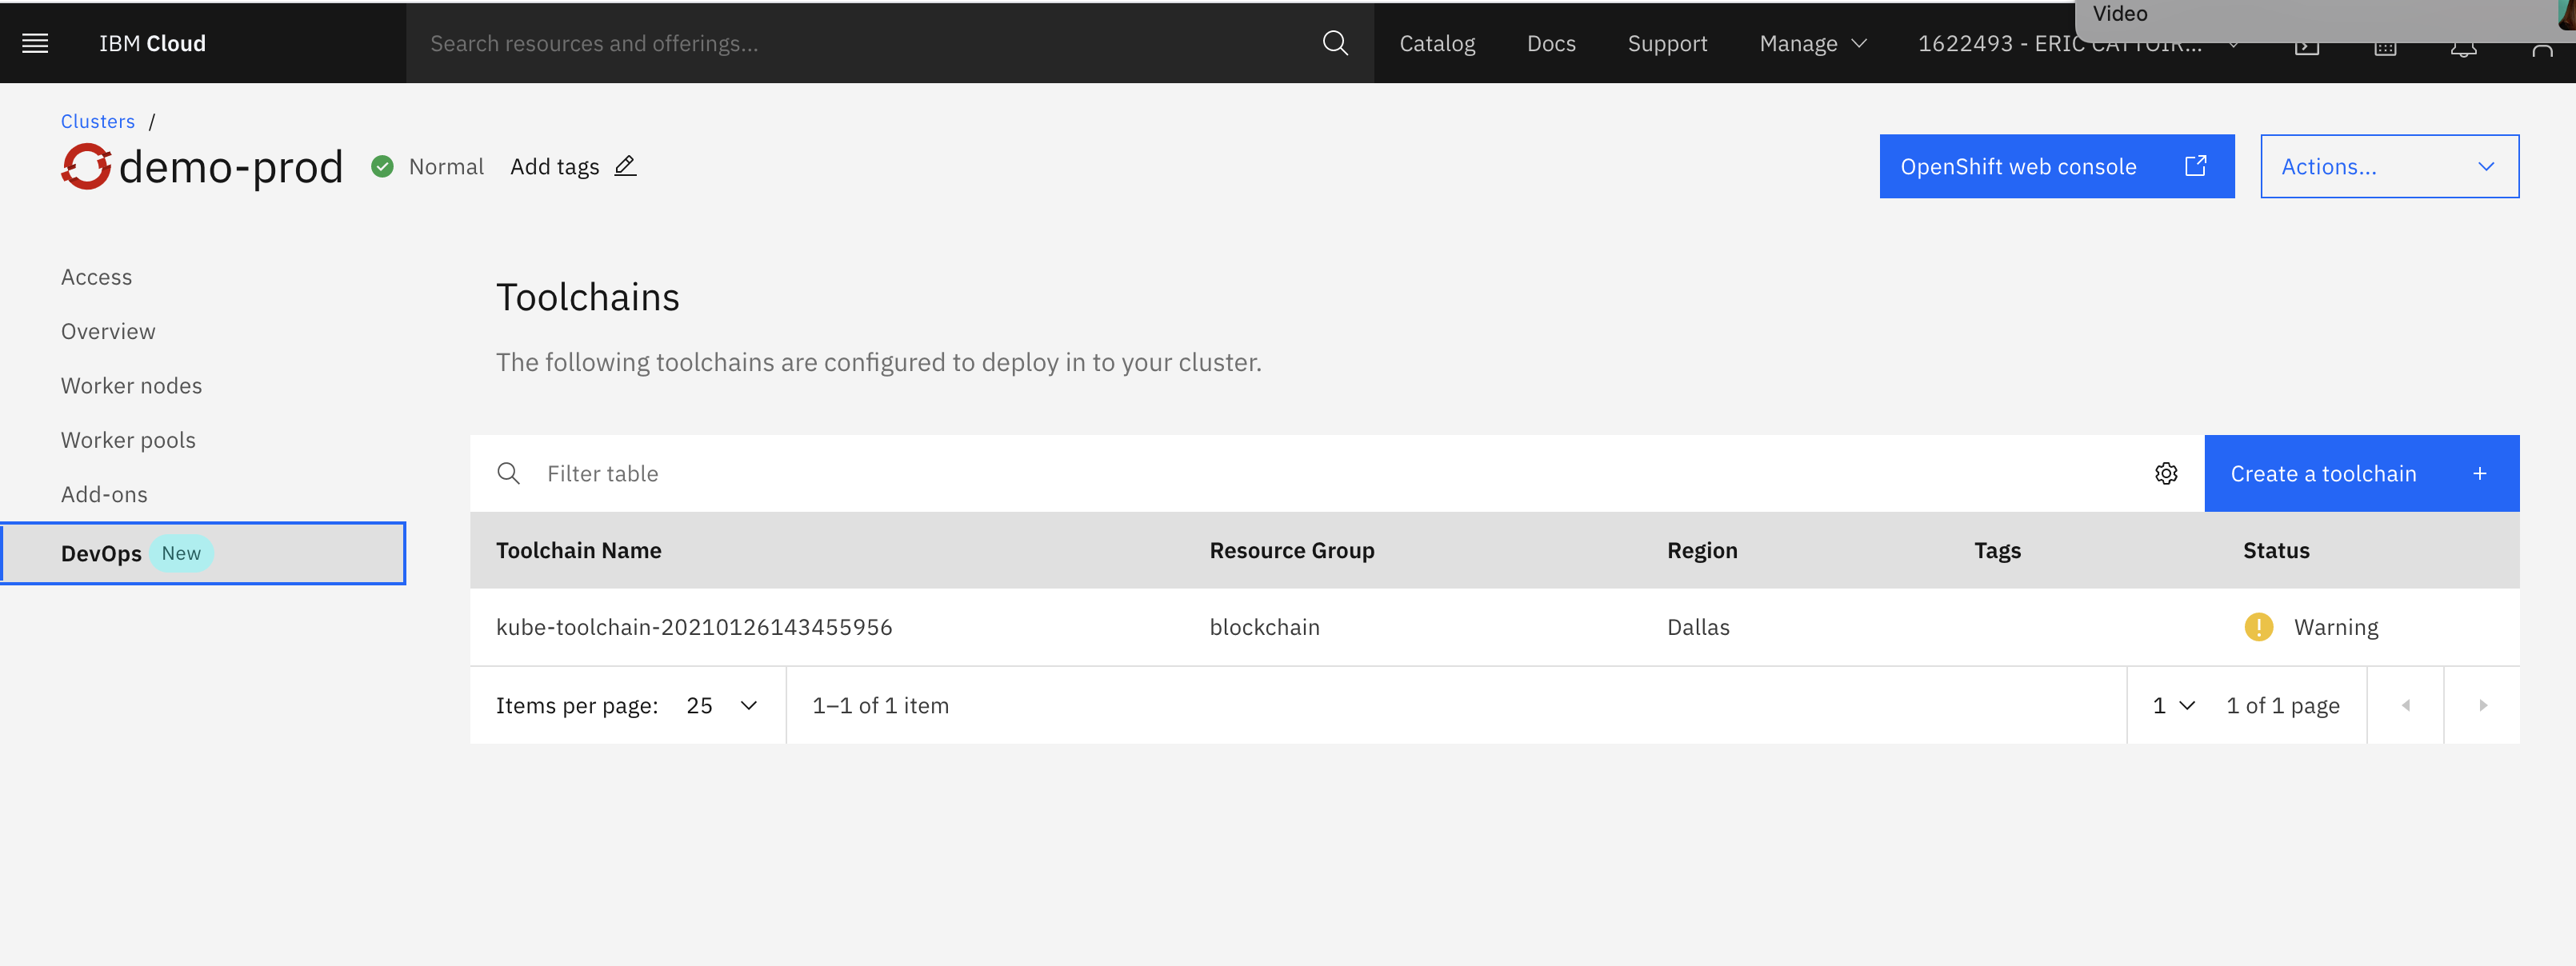 Video
IBM Cloud
Search resources and offerings...
Catalog
Docs
Support
Manage
1622493 - ERIC CATTOIR...
Clusters /
demo-prod
Normal
Add tags
OpenShift web console
Actions...
Access
Overview
Worker nodes
Worker pools
Add-ons
DevOps New
Toolchains
The following toolchains are configured to deploy in to your cluster.
Filter table
Create a toolchain +
Toolchain Name Resource Group Region Tags Status
kube-toolchain-20210126143455956 blockchain Dallas Warning
Items per page: 25 1–1 of 1 item 1 1 of 1 page